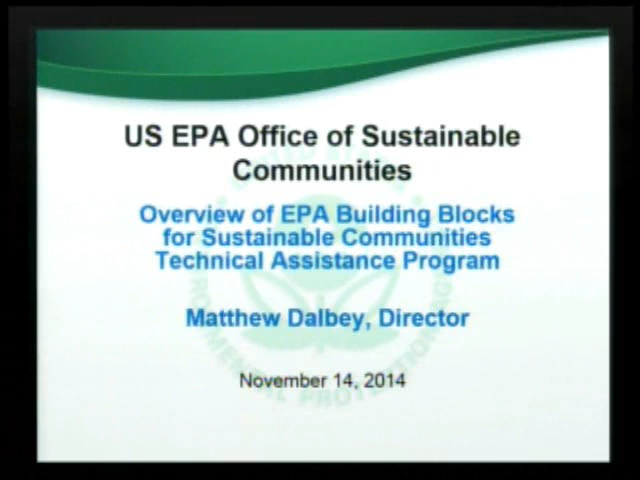 US EPA Office of Sustainable
Communities
Overview of EPA Building Blocks
for Sustainable Communities
Technical Assistance Program
Matthew Dalbey, Director
November 14, 2014